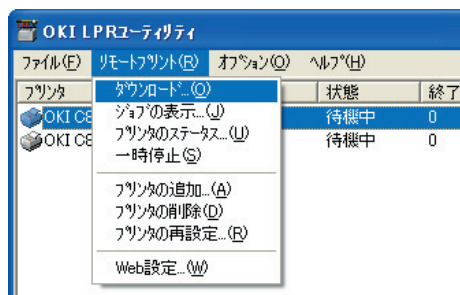 OKI LPRユーティリティ
ファイル(F) リモートプリント(R) オプション(O) ヘルプ(H)
プリンタ 状態 終了
ダウンロード...(O)
OKI C8 待機中 0
ジョブの表示...(J)
プリンタのステータス...(U)
OKI C8 待機中 0
一時停止(S)
プリンタの追加...(A)
プリンタの削除(D)
プリンタの再設定...(R)
Web設定...(W)